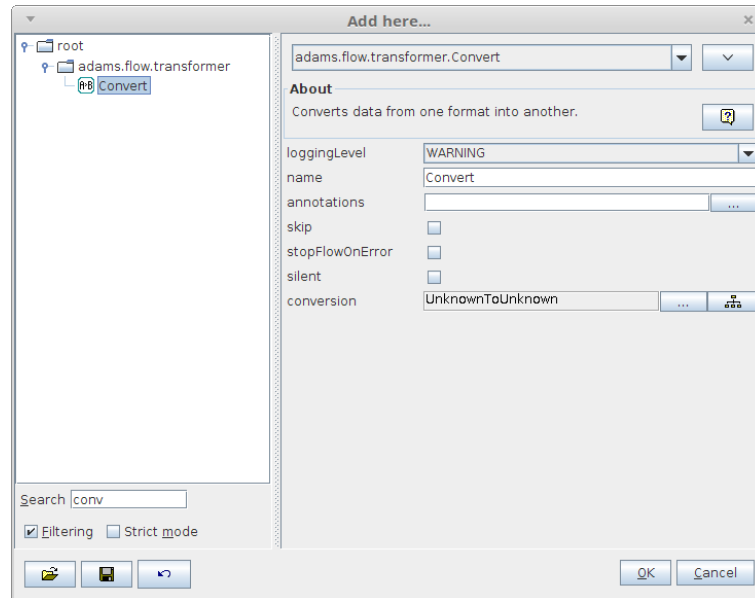 Add here...
root
adams.flow.transformer
Convert
Search conv
Filtering Strict mode
adams.flow.transformer.Convert
About
Converts data from one format into another.
loggingLevel WARNING
name Convert
annotations ...
skip
stopFlowOnError
silent
conversion UnknownToUnknown ...
OK Cancel